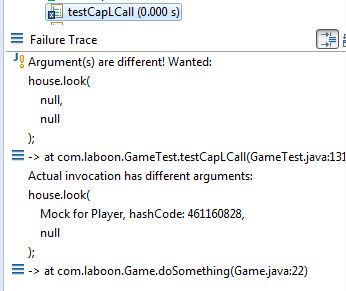 testCapLCall (0.000 s)
Failure Trace
Argument(s) are different! Wanted:
house.look(
null,
null
);
-> at com.laboon.GameTest.testCapLCall(GameTest.java:131
Actual invocation has different arguments:
house.look(
Mock for Player, hashCode: 461160828,
null
);
-> at com.laboon.Game.doSomething(Game.java:22)